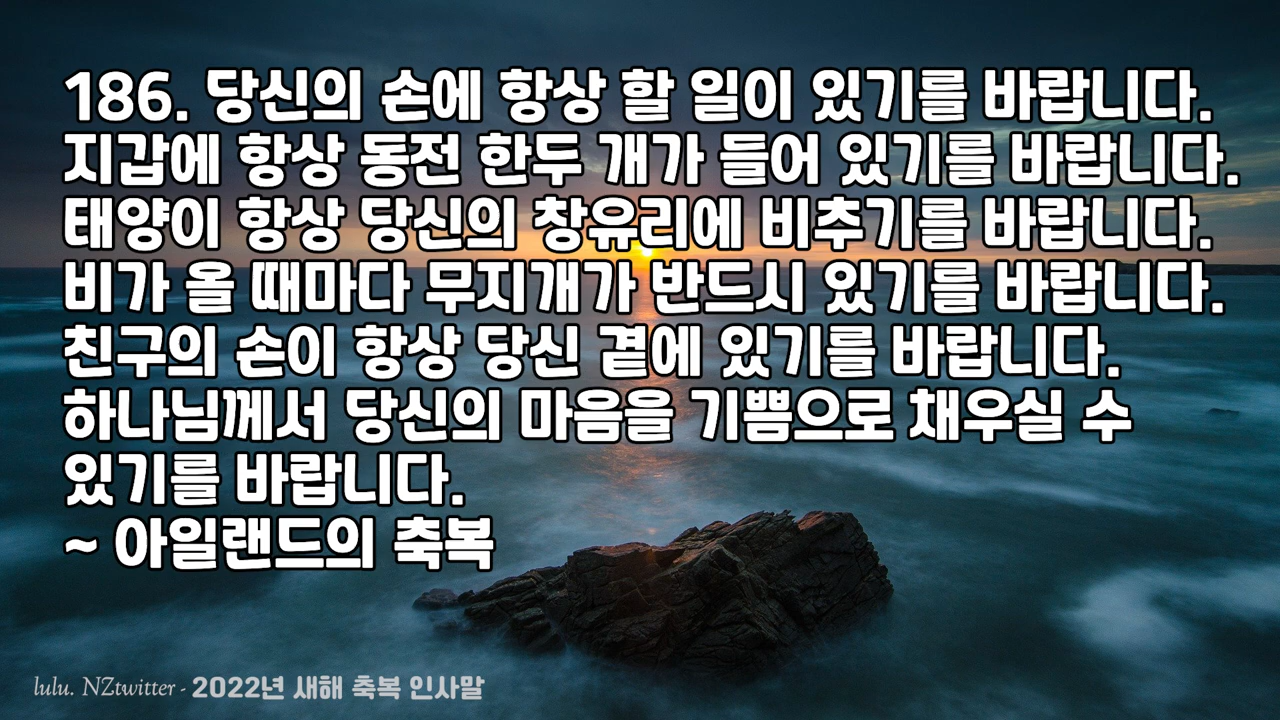 186. 당신의 손에 항상 할 일이 있기를 바랍니다.
지갑에 항상 동전 한두 개가 들어 있기를 바랍니다.
태양이 항상 당신의 창유리에 비추기를 바랍니다.
비가 올 때마다 무지개가 반드시 있기를 바랍니다.
친구의 손이 항상 당신 곁에 있기를 바랍니다.
하나님께서 당신의 마음을 기쁨으로 채우실 수
있기를 바랍니다.
~ 아일랜드의 축복
lulu. NZtwitter - 2022년 새해 축복 인사말